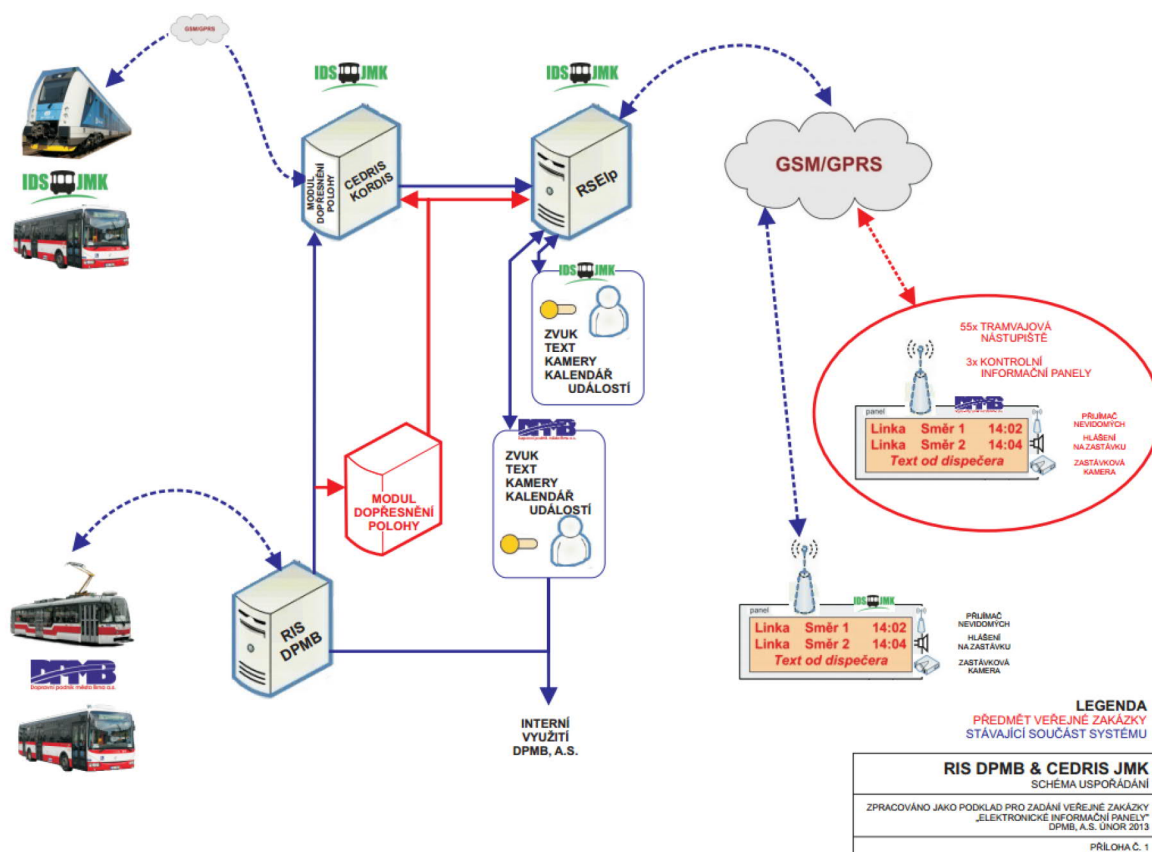 GSM/GPRS
IDS JMK
IDS JMK
IDS JMK
MODUL
DOPŘESNĚNÍ
POLOHY
CEDRIS
KORDIS
RSEIp
GSM/GPRS
IDS JMK
ZVUK
TEXT
KAMERY
KALENDÁŘ
UDÁLOSTÍ
55x TRAMVAJOVÁ
NÁSTUPIŠTĚ
3x KONTROLNÍ
INFORMAČNÍ PANELY
DPMB
panel
Linka Směr 1 14:02
Linka Směr 2 14:04
Text od dispečera
PŘIJÍMAČ
NEVIDOMÝCH
HLÁŠENÍ
NA ZASTÁVKU
ZASTÁVKOVÁ
KAMERA
DPMB
ZVUK
TEXT
KAMERY
KALENDÁŘ
UDÁLOSTÍ
MODUL
DOPŘESNĚNÍ
POLOHY
RIS
DPMB
DPMB
Dopravní podnik města Brna a.s.
INTERNÍ
VYUŽITÍ
DPMB, A.S.
panel
IDS JMK
Linka Směr 1 14:02
Linka Směr 2 14:04
Text od dispečera
PŘIJÍMAČ
NEVIDOMÝCH
HLÁŠENÍ
NA ZASTÁVKU
ZASTÁVKOVÁ
KAMERA
LEGENDA
PŘEDMĚT VEŘEJNÉ ZAKÁZKY
STÁVAJÍCÍ SOUČÁST SYSTÉMU
RIS DPMB & CEDRIS JMK
SCHÉMA USPOŘÁDÁNÍ
ZPRACOVÁNO JAKO PODKLAD PRO ZADÁNÍ VEŘEJNÉ ZAKÁZKY
„ELEKTRONICKÉ INFORMAČNÍ PANELY"
DPMB, A.S. ÚNOR 2013
PŘÍLOHA Č. 1